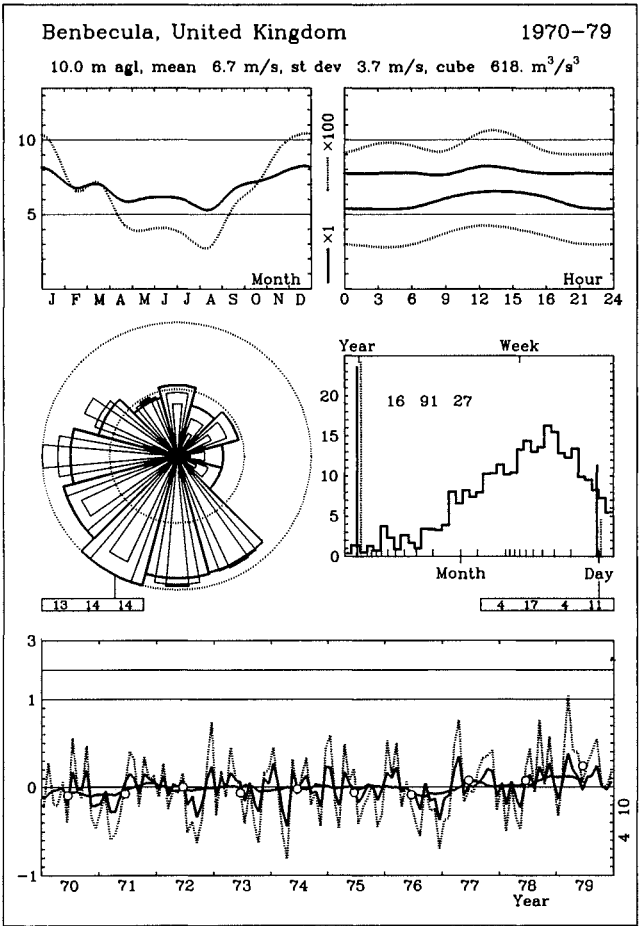 Benbecula, United Kingdom 1970-79
10.0 m agl, mean 6.7 m/s, st dev 3.7 m/s, cube 618. m³/s³
10
5
×1 ×100
Month
Hour
J F M A M J J A S O N D
0 3 6 9 12 15 18 21 24
Year Week
20
15
10
5
0
16 91 27
Month Day
13 14 14
4 17 4 11
3
1
0
-1
4 10
70 71 72 73 74 75 76 77 78 79
Year